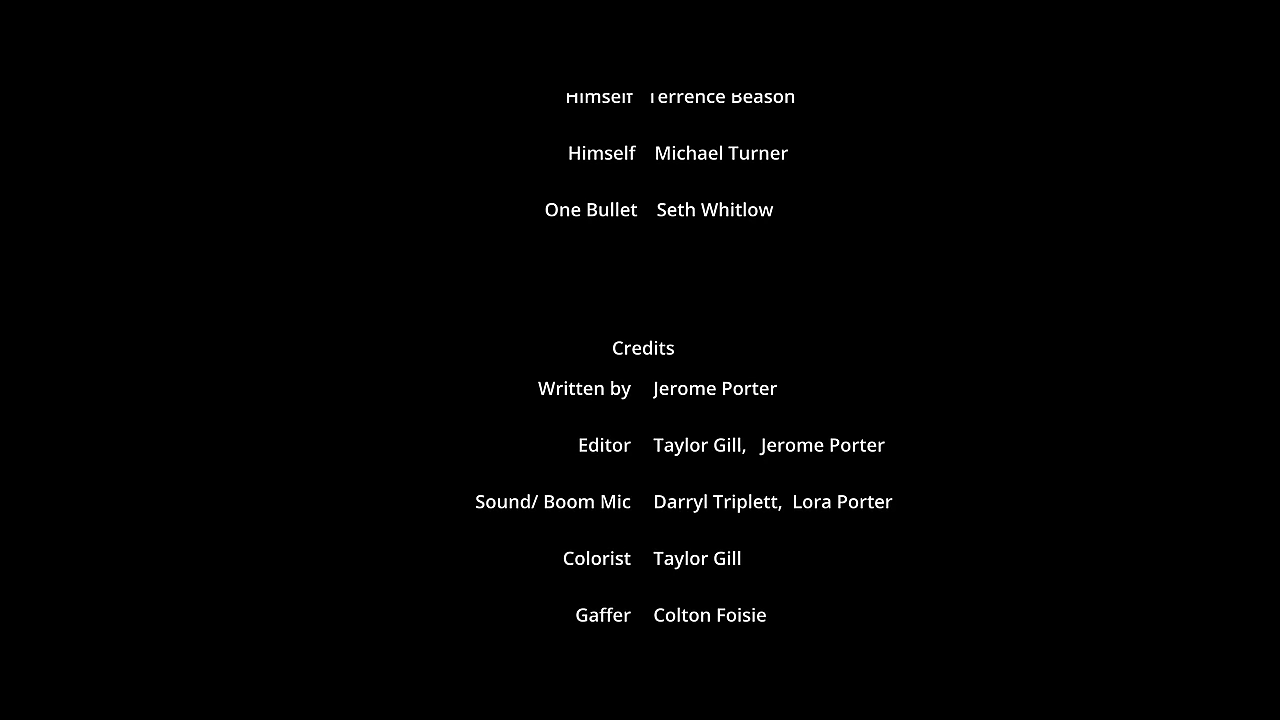 Himself Terrence Beason
Himself Michael Turner
One Bullet Seth Whitlow
Credits
Written by Jerome Porter
Editor Taylor Gill, Jerome Porter
Sound/ Boom Mic Darryl Triplett, Lora Porter
Colorist Taylor Gill
Gaffer Colton Foisie